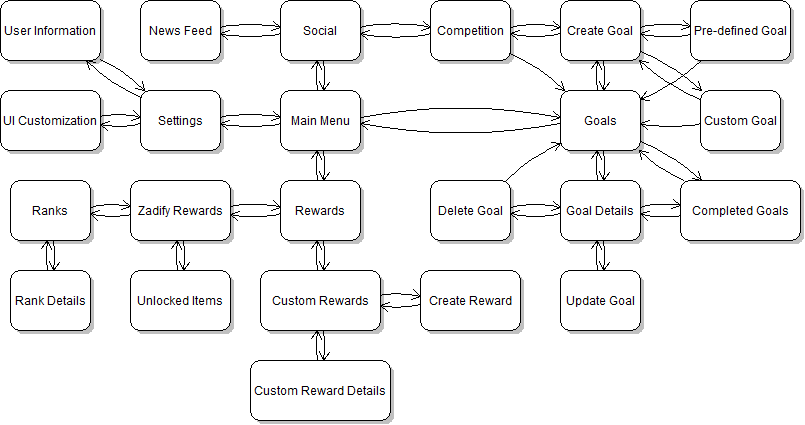 User Information
News Feed
Social
Competition
Create Goal
Pre-defined Goal
UI Customization
Settings
Main Menu
Goals
Custom Goal
Ranks
Zadify Rewards
Rewards
Delete Goal
Goal Details
Completed Goals
Rank Details
Unlocked Items
Custom Rewards
Create Reward
Update Goal
Custom Reward Details